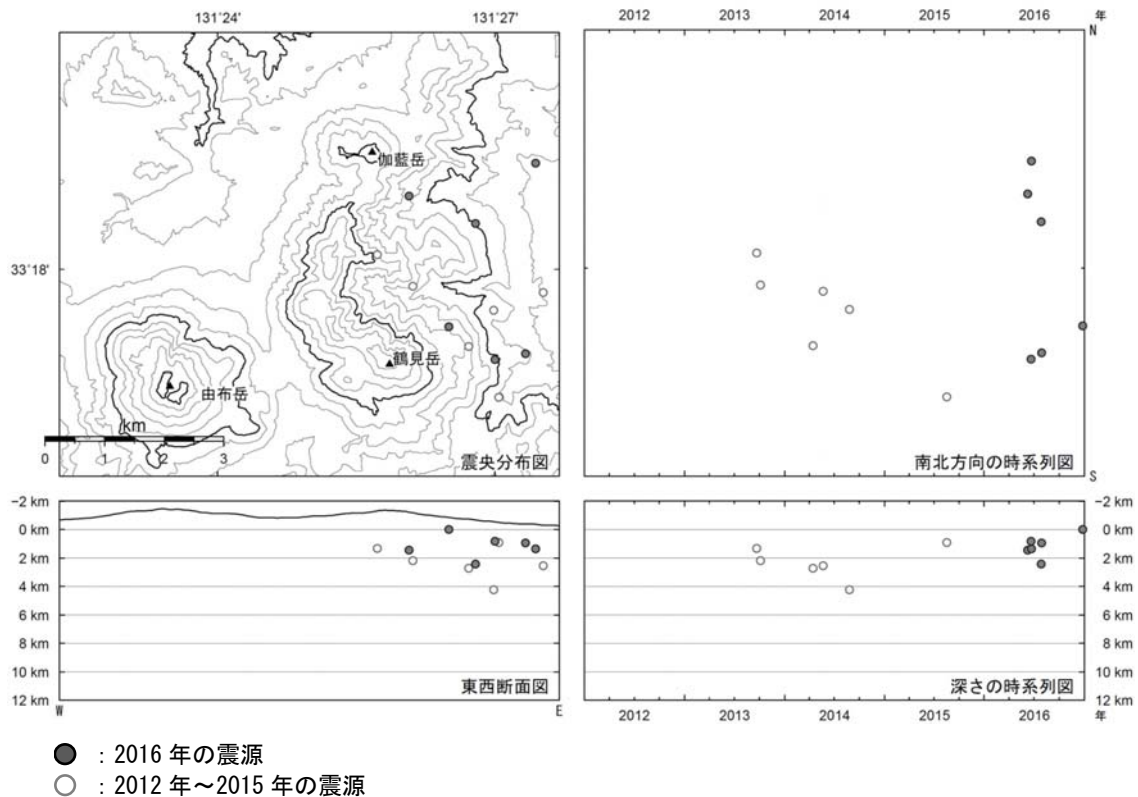 131°24′ 131°27′
2012 2013 2014 2015 2016 年
N
伽藍岳
33°18′
鶴見岳
由布岳
km
0 1 2 3
震央分布図
南北方向の時系列図
S
-2 km
0 km
2 km
4 km
6 km
8 km
10 km
12 km
W
E
東西断面図
深さの時系列図
-2 km
0 km
2 km
4 km
6 km
8 km
10 km
12 km
2012 2013 2014 2015 2016 年
：2016 年の震源
：2012 年～2015 年の震源